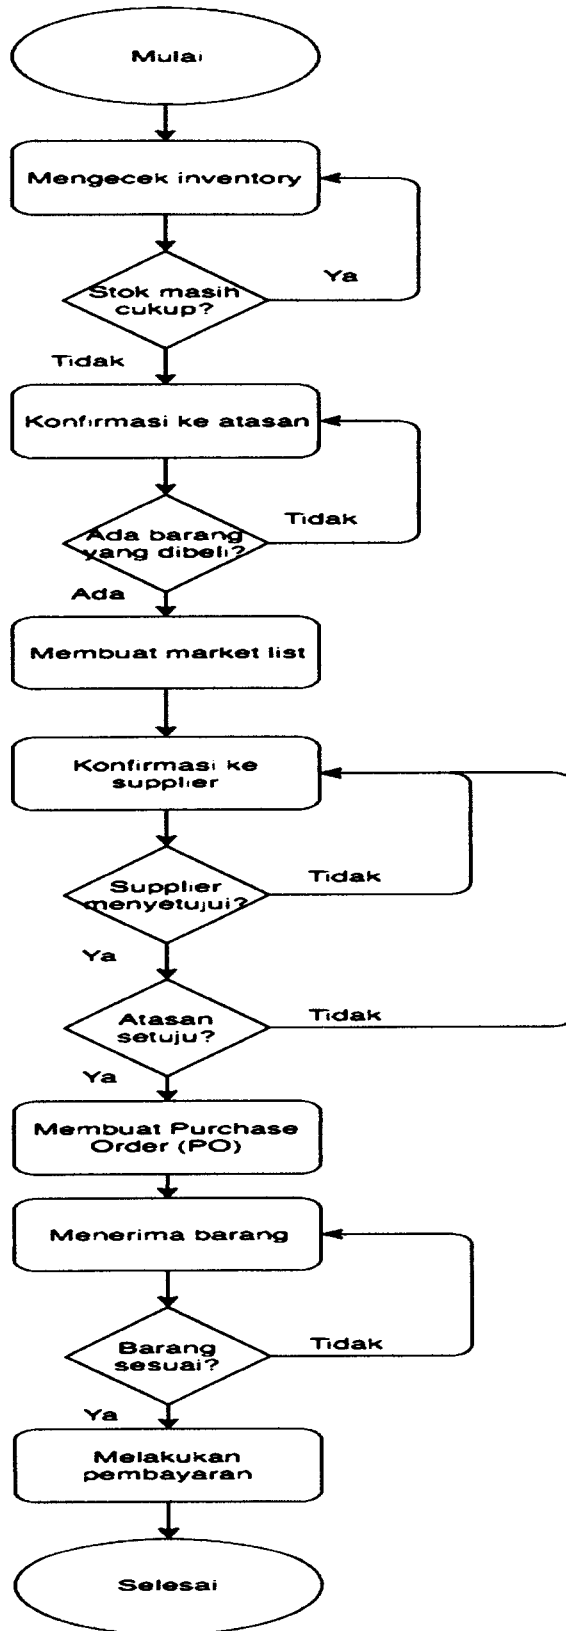 Mulai
Mengecek inventory
Ya
Stok masih
cukup?
Tidak
Konfirmasi ke atasan
Tidak
Ada barang
yang dibeli?
Ada
Membuat market list
Konfirmasi ke
supplier
Tidak
Supplier
menyetujui?
Ya
Tidak
Atasan
setuju?
Ya
Membuat Purchase
Order (PO)
Menerima barang
Tidak
Barang
sesuai?
Ya
Melakukan
pembayaran
Selesai